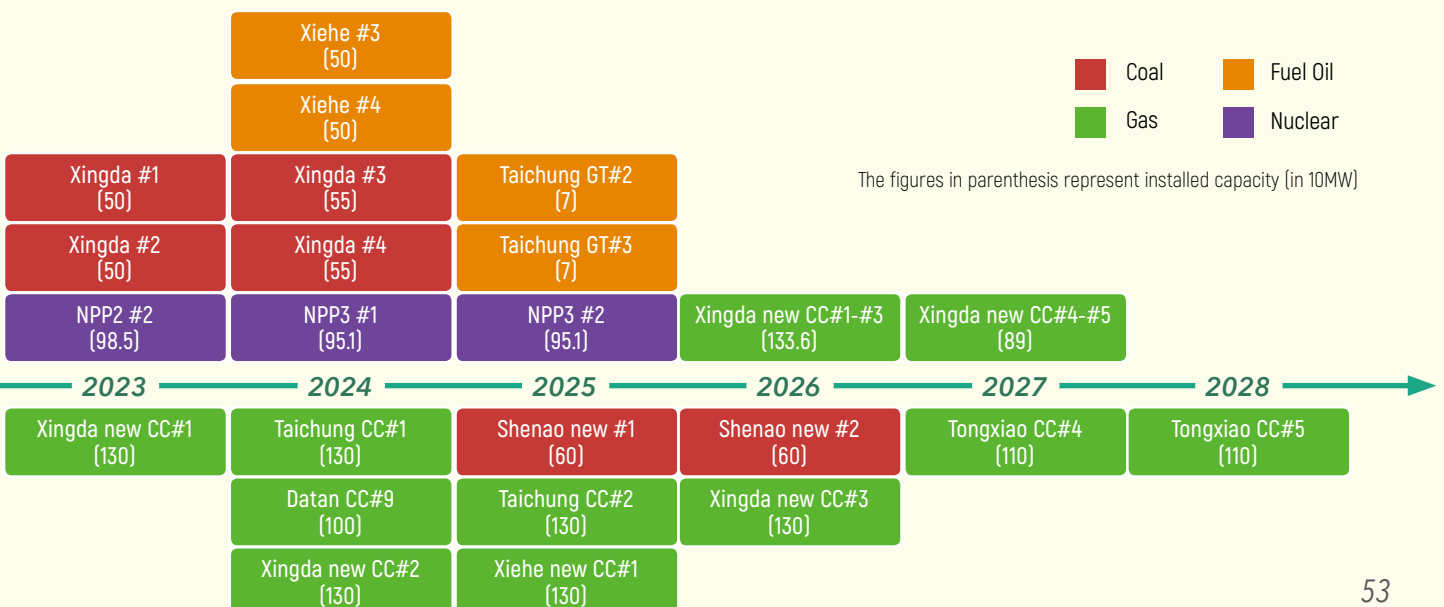 Xiehe #3
(50)
Xiehe #4
(50)
Coal
Fuel Oil
Gas
Nuclear
The figures in parenthesis represent installed capacity (in 10MW)
Xingda #1
(50)
Xingda #3
(55)
Taichung GT#2
(7)
Xingda #2
(50)
Xingda #4
(55)
Taichung GT#3
(7)
NPP2 #2
(98.5)
NPP3 #1
(95.1)
NPP3 #2
(95.1)
Xingda new CC#1-#3
(133.6)
Xingda new CC#4-#5
(89)
2023
2024
2025
2026
2027
2028
Xingda new CC#1
(130)
Taichung CC#1
(130)
Shenao new #1
(60)
Shenao new #2
(60)
Tongxiao CC#4
(110)
Tongxiao CC#5
(110)
Datan CC#9
(100)
Taichung CC#2
(130)
Xingda new CC#3
(130)
Xingda new CC#2
(130)
Xiehe new CC#1
(130)
53